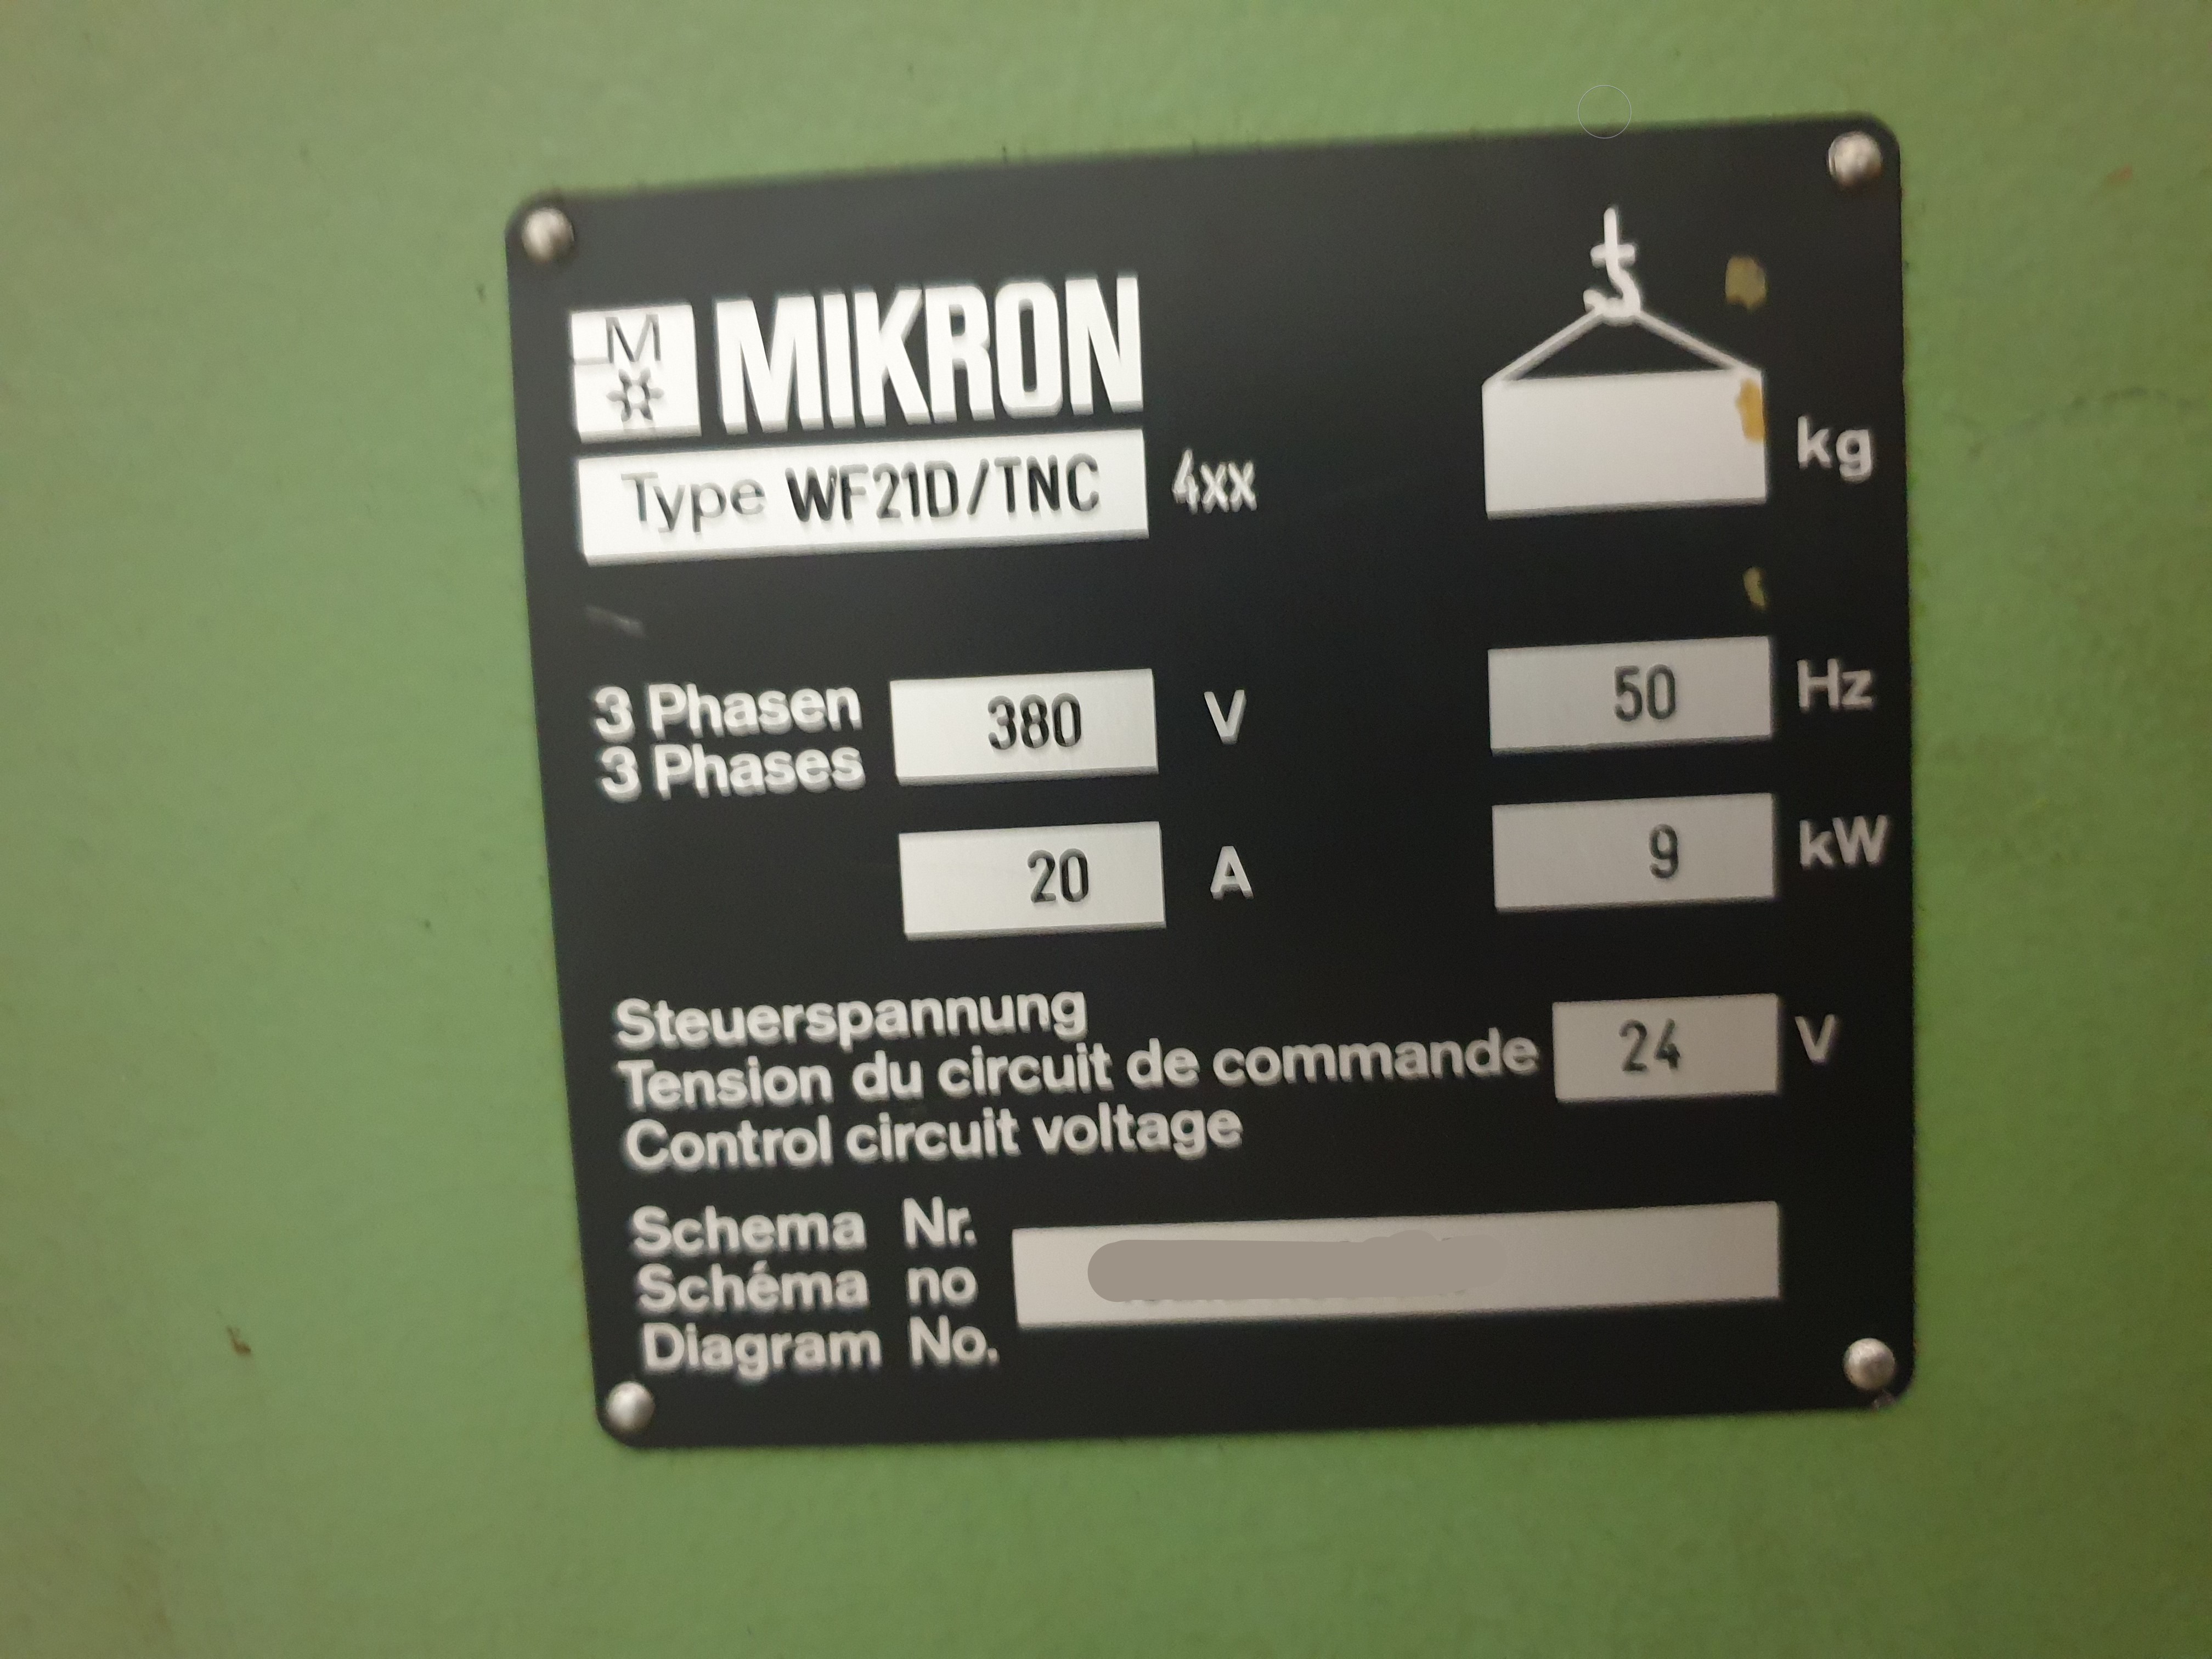 M MIKRON
Type WF21D/TNC 4xx
kg
3 Phasen
3 Phases
380 V
50 Hz
20 A
9 kW
Steuerspannung
Tension du circuit de commande
Control circuit voltage
24 V
Schema Nr.
Schéma no
Diagram No.